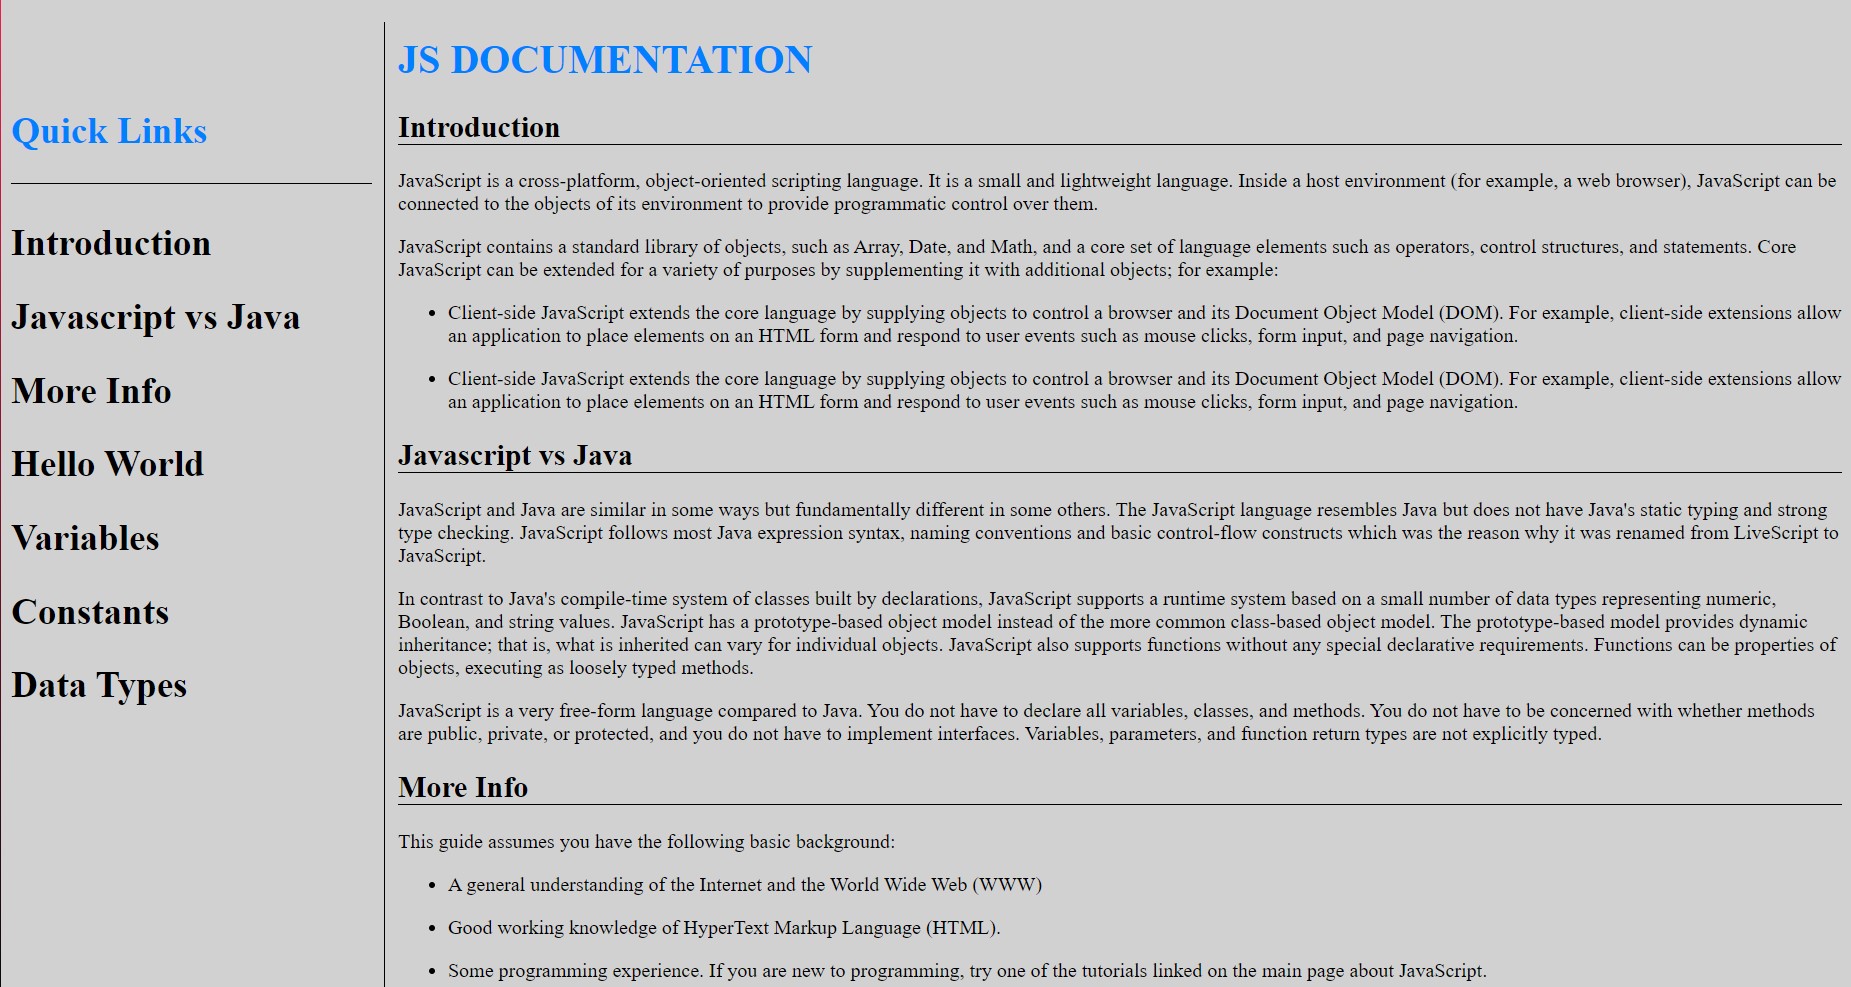 Quick Links
Introduction
Javascript vs Java
More Info
Hello World
Variables
Constants
Data Types
JS DOCUMENTATION
Introduction
JavaScript is a cross-platform, object-oriented scripting language. It is a small and lightweight language. Inside a host environment (for example, a web browser), JavaScript can be
connected to the objects of its environment to provide programmatic control over them.
JavaScript contains a standard library of objects, such as Array, Date, and Math, and a core set of language elements such as operators, control structures, and statements. Core
JavaScript can be extended for a variety of purposes by supplementing it with additional objects; for example:
• Client-side JavaScript extends the core language by supplying objects to control a browser and its Document Object Model (DOM). For example, client-side extensions allow
an application to place elements on an HTML form and respond to user events such as mouse clicks, form input, and page navigation.
• Client-side JavaScript extends the core language by supplying objects to control a browser and its Document Object Model (DOM). For example, client-side extensions allow
an application to place elements on an HTML form and respond to user events such as mouse clicks, form input, and page navigation.
Javascript vs Java
JavaScript and Java are similar in some ways but fundamentally different in some others. The JavaScript language resembles Java but does not have Java's static typing and strong
type checking. JavaScript follows most Java expression syntax, naming conventions and basic control-flow constructs which was the reason why it was renamed from LiveScript to
JavaScript.
In contrast to Java's compile-time system of classes built by declarations, JavaScript supports a runtime system based on a small number of data types representing numeric,
Boolean, and string values. JavaScript has a prototype-based object model instead of the more common class-based object model. The prototype-based model provides dynamic
inheritance; that is, what is inherited can vary for individual objects. JavaScript also supports functions without any special declarative requirements. Functions can be properties of
objects, executing as loosely typed methods.
JavaScript is a very free-form language compared to Java. You do not have to declare all variables, classes, and methods. You do not have to be concerned with whether methods
are public, private, or protected, and you do not have to implement interfaces. Variables, parameters, and function return types are not explicitly typed.
More Info
This guide assumes you have the following basic background:
• A general understanding of the Internet and the World Wide Web (WWW)
• Good working knowledge of HyperText Markup Language (HTML).
• Some programming experience. If you are new to programming, try one of the tutorials linked on the main page about JavaScript.